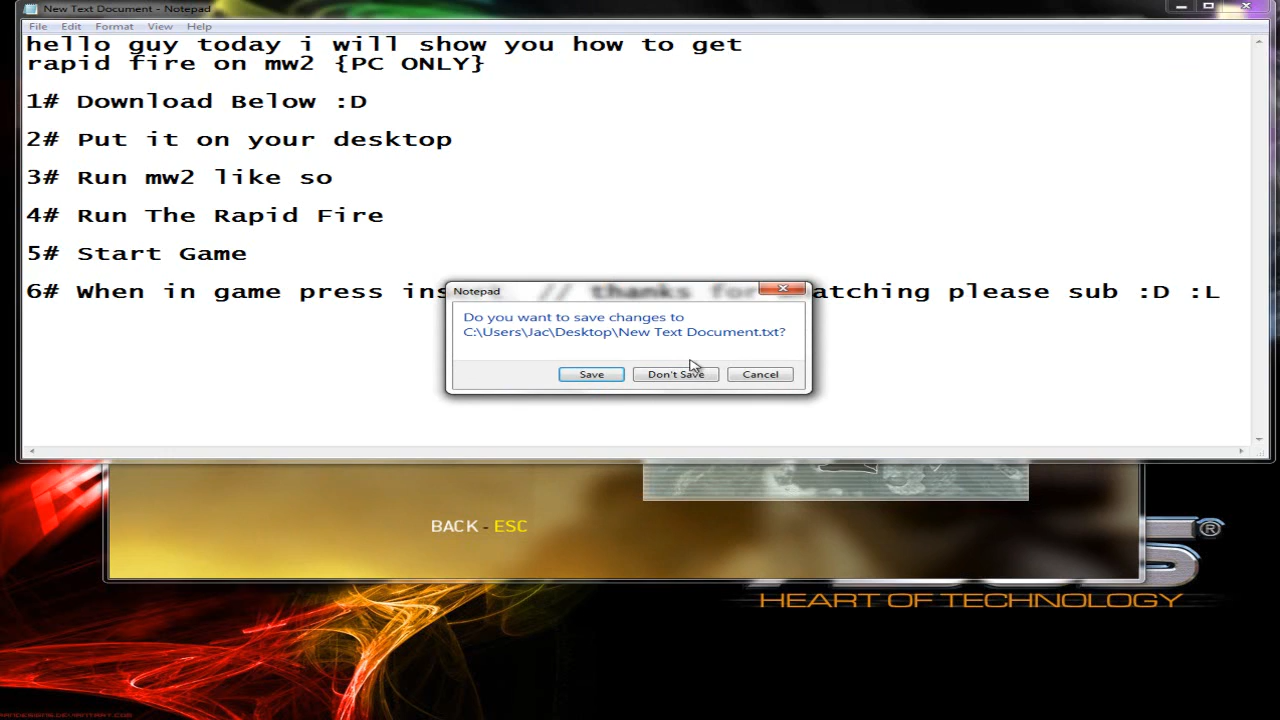 New Text Document - Notepad
File Edit Format View Help
hello guy today i will show you how to get
rapid fire on mw2 {PC ONLY}
1# Download Below :D
2# Put it on your desktop
3# Run mw2 like so
4# Run The Rapid Fire
5# Start Game
6# When in game press // thanks for please sub :D :L
Notepad
Do you want to save changes to
C:\Users\Jac\Desktop\New Text Document.txt?
Save Don't Save Cancel
BACK - ESC
®
HEART OF TECHNOLOGY